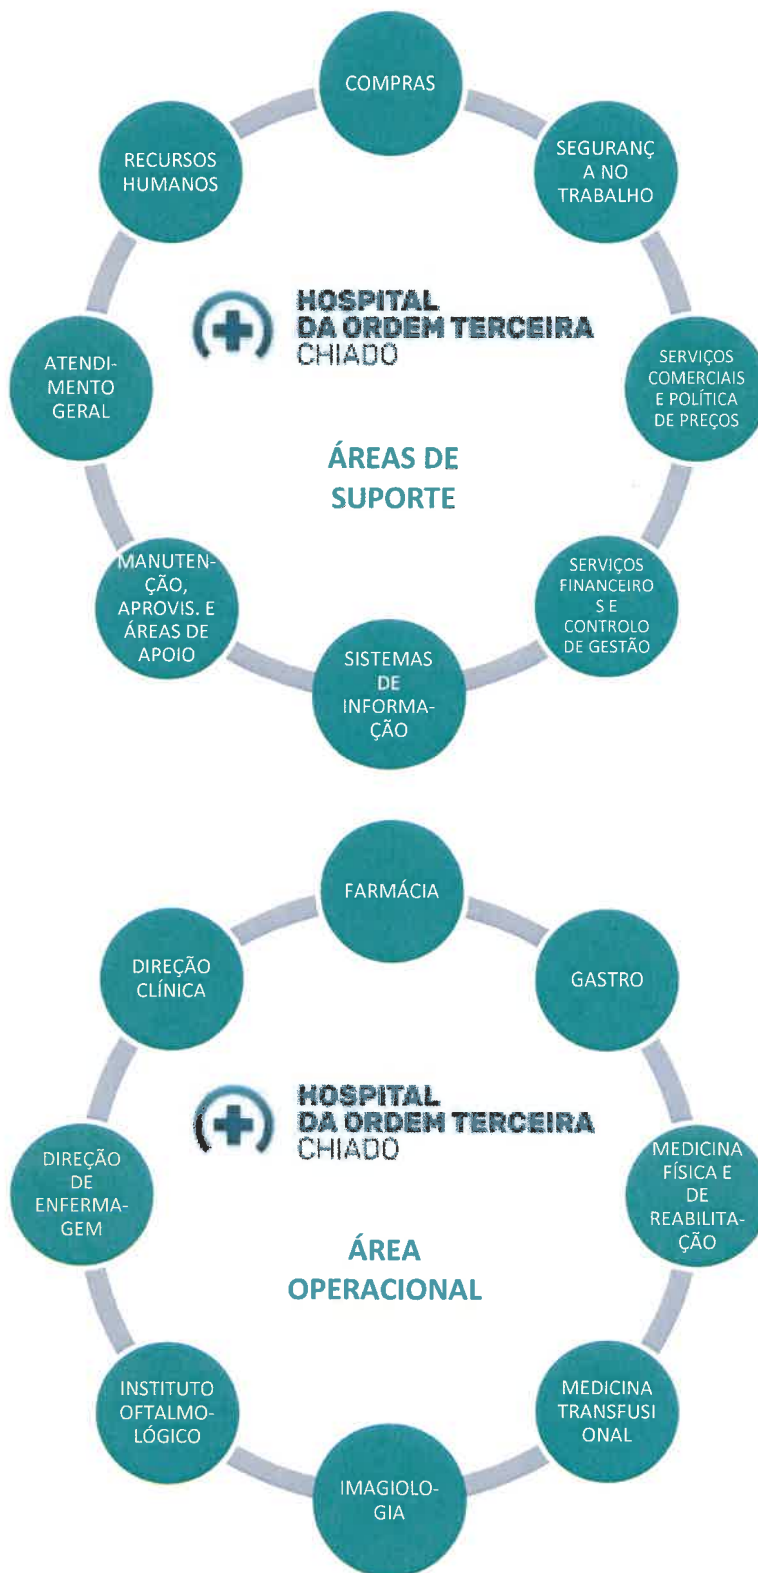 COMPRAS
SEGURANÇ
A NO
TRABALHO
SERVIÇOS
COMERCIAIS
E POLÍTICA
DE PREÇOS
SERVIÇOS
FINANCEIRO
S E
CONTROLO
DE GESTÃO
SISTEMAS
DE
INFORMA-
ÇÃO
MANUTEN-
ÇÃO,
APROVIS. E
ÁREAS DE
APOIO
ATENDI-
MENTO
GERAL
RECURSOS
HUMANOS
HOSPITAL
DA ORDEM TERCEIRA
CHIADO
ÁREAS DE
SUPORTE
FARMÁCIA
GASTRO
MEDICINA
FÍSICA E
DE
REABILITA-
ÇÃO
MEDICINA
TRANSFUSI
ONAL
IMAGIOLO-
GIA
INSTITUTO
OFTALMO-
LÓGICO
DIREÇÃO
DE
ENFERMA-
GEM
DIREÇÃO
CLÍNICA
HOSPITAL
DA ORDEM TERCEIRA
CHIADO
ÁREA
OPERACIONAL